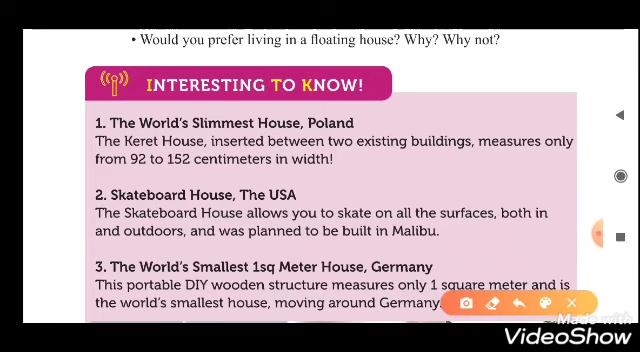 • Would you prefer living in a floating house? Why? Why not?
INTERESTING TO KNOW!
1. The World's Slimmest House, Poland
The Keret House, inserted between two existing buildings, measures only
from 92 to 152 centimeters in width!
2. Skateboard House, The USA
The Skateboard House allows you to skate on all the surfaces, both in
and outdoors, and was planned to be built in Malibu.
3. The World's Smallest 1sq Meter House, Germany
This portable DIY wooden structure measures only 1 square meter and is
the world's smallest house, moving around Germany.
Made with
VideoShow